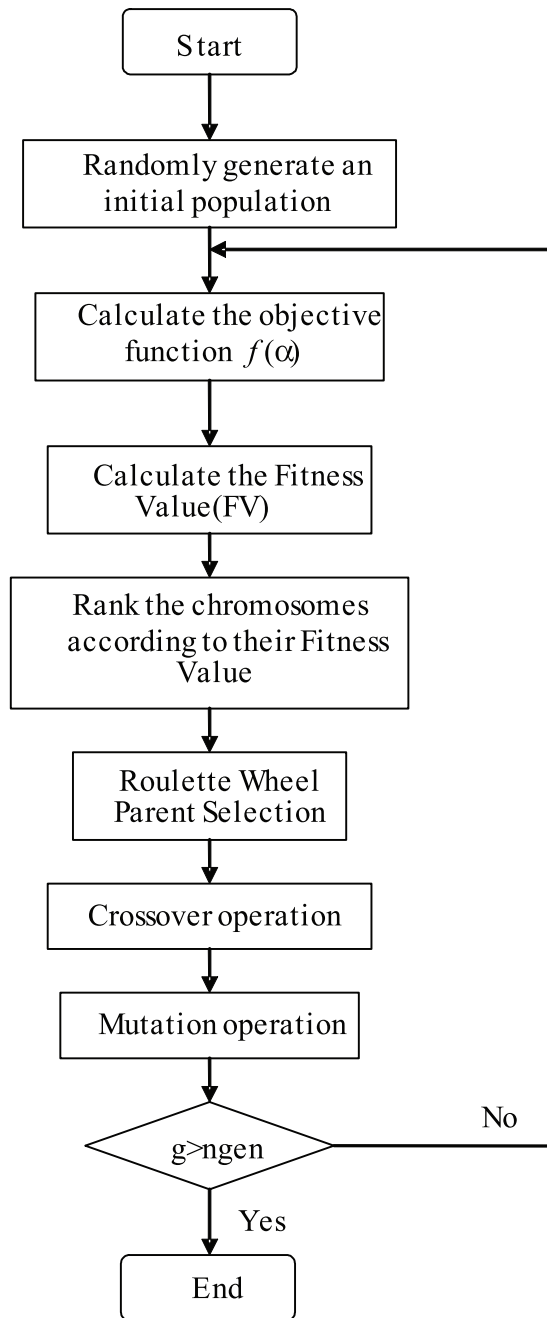 Start
Randomly generate an
initial population
Calculate the objective
function f(α)
Calculate the Fitness
Value(FV)
Rank the chromosomes
according to their Fitness
Value
Roulette Wheel
Parent Selection
Crossover operation
Mutation operation
g>ngen
No
Yes
End